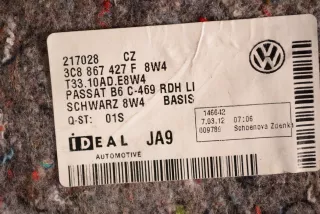 217028 CZ
3C8 867 427 F 8W4
T33.10AD.E8W4
PASSAT B6 C-469 RDH LI
SCHWARZ 8W4 BASIS
Q-ST: 01S
IDEAL JA9
AUTOMOTIVE
146642
7.03.12 07:06
009786 Schoenova Zdenka